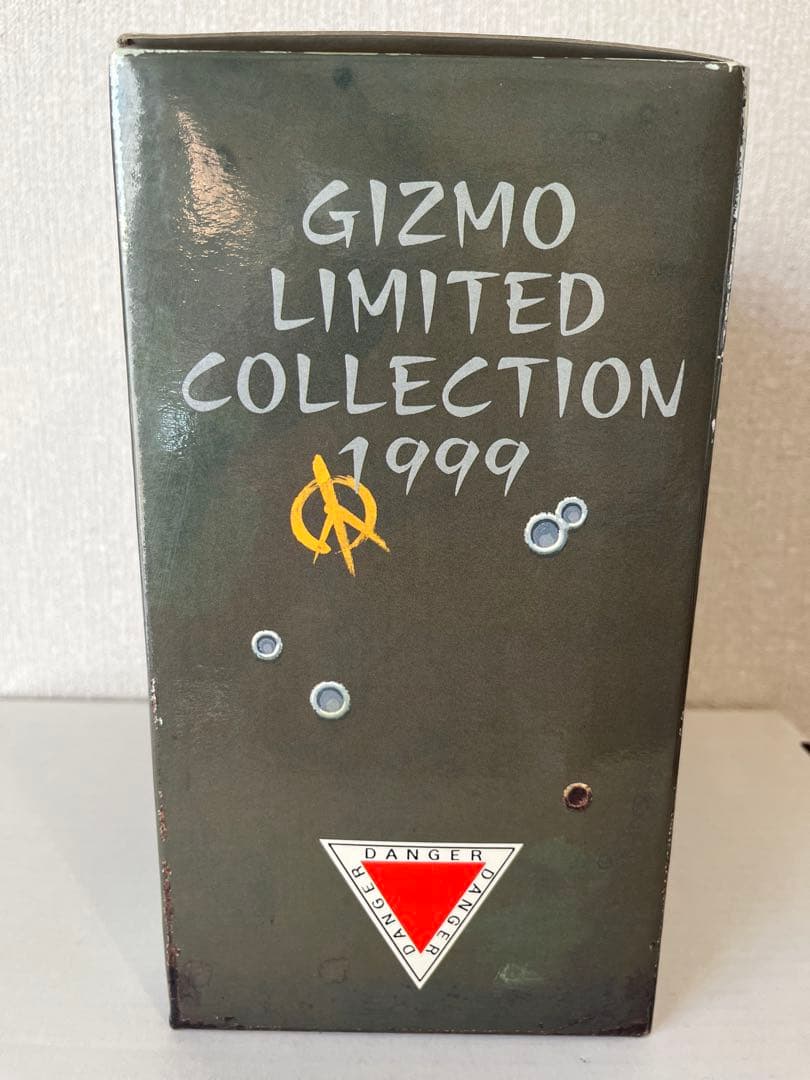 GIZMO
LIMITED
COLLECTION
1999
DANGER
DANGER
DANGER